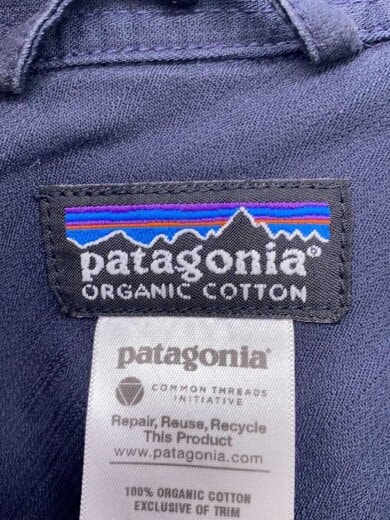 patagonia®
ORGANIC COTTON
patagonia®
COMMON THREADS
INITIATIVE
Repair, Reuse, Recycle
This Product
www.patagonia.com
100% ORGANIC COTTON
EXCLUSIVE OF TRIM